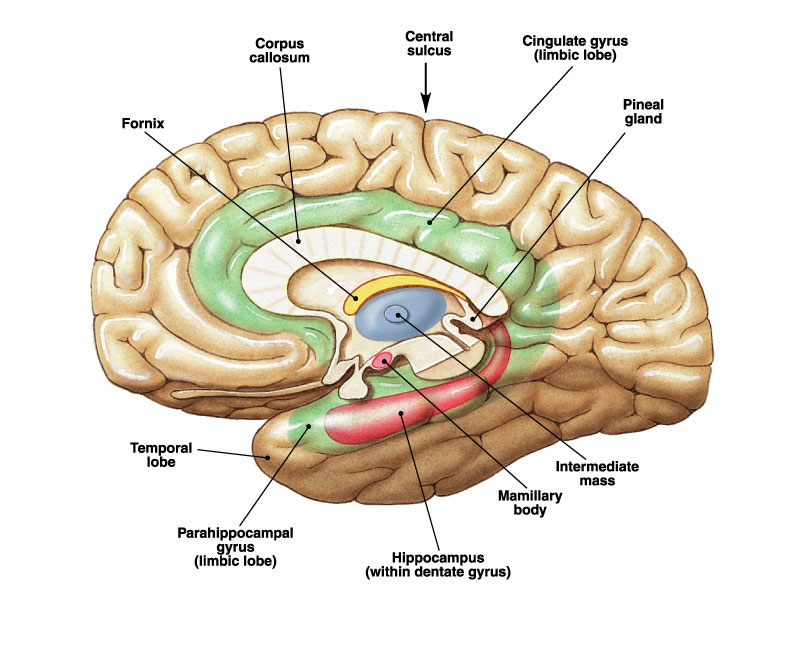 Corpus
callosum
Central
sulcus
Cingulate gyrus
(limbic lobe)
Pineal
gland
Fornix
Temporal
lobe
Parahippocampal
gyrus
(limbic lobe)
Hippocampus
(within dentate gyrus)
Mamillary
body
Intermediate
mass